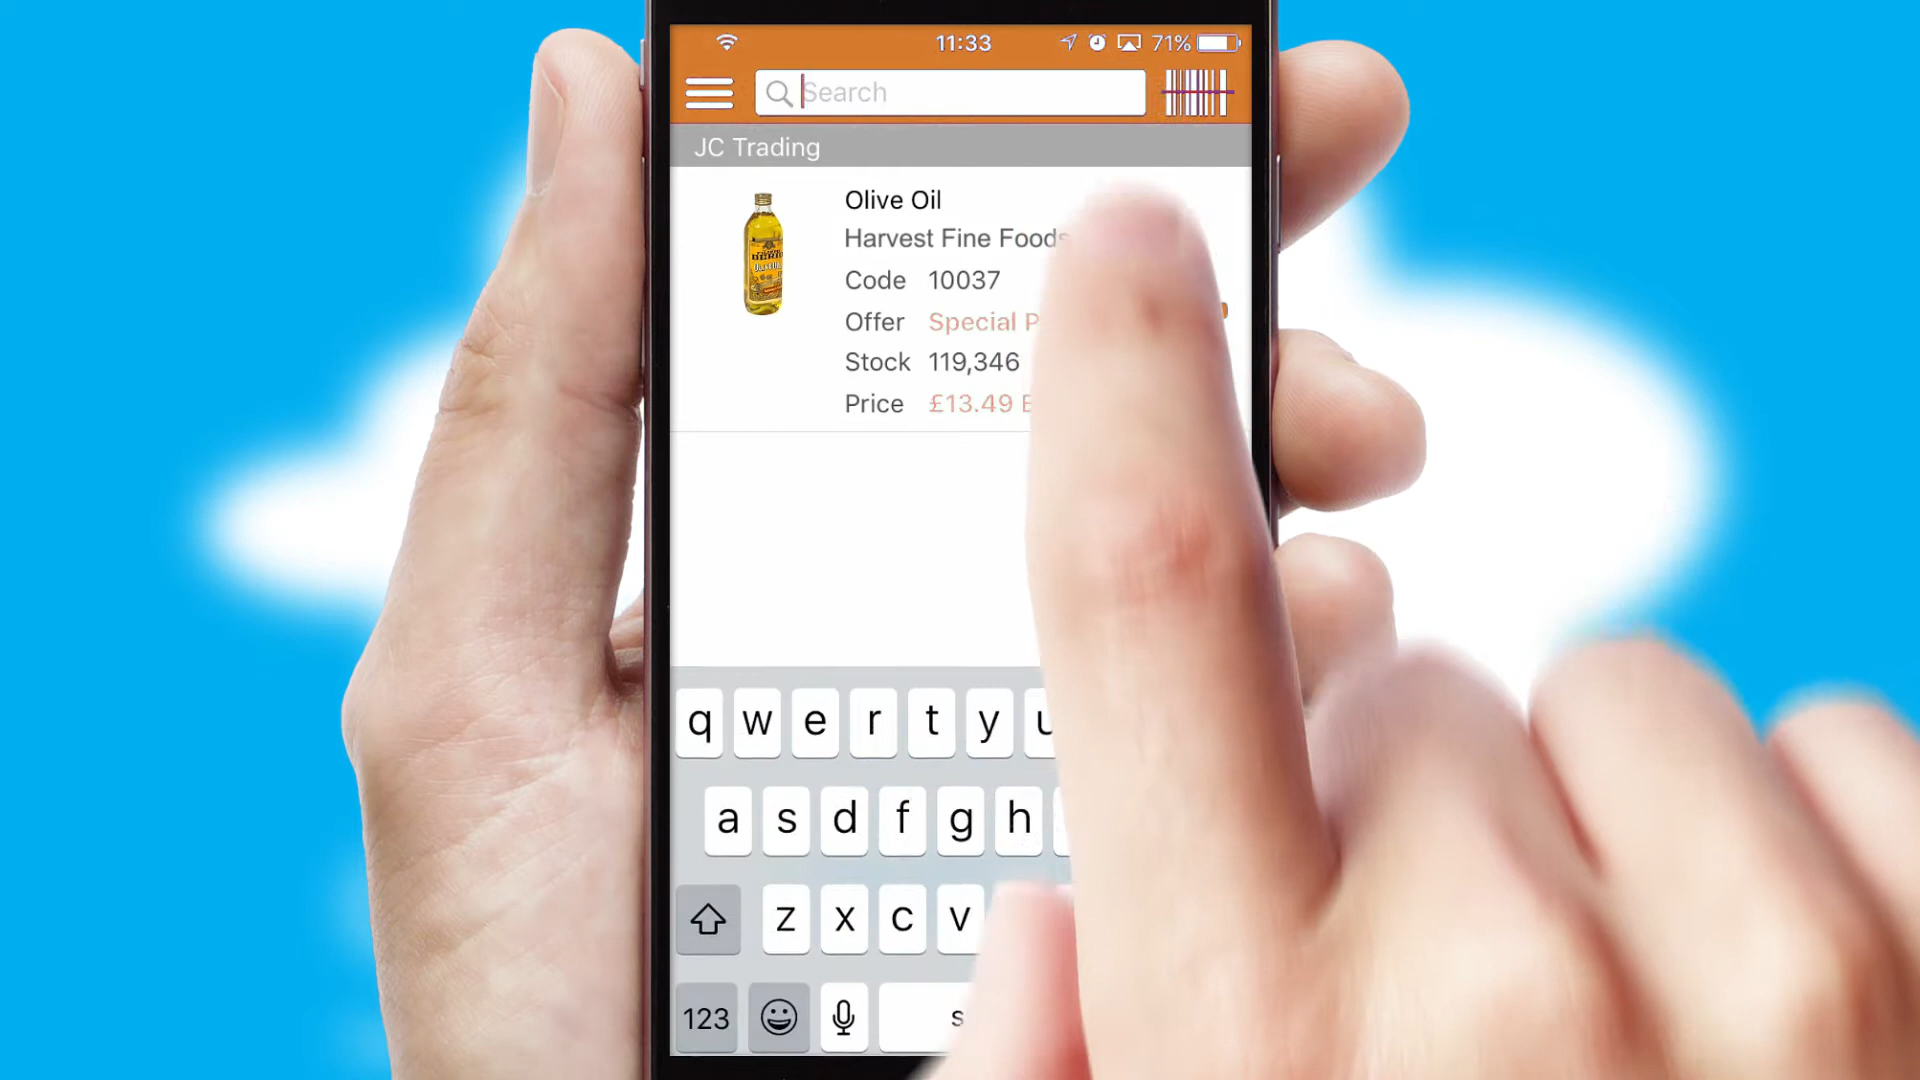 11:33
71%
Search
JC Trading
Olive Oil
Harvest Fine Foods
Code 10037
Offer Special
Stock 119,346
Price £13.49
q w e r t y u
a s d f g h
z x c v
123